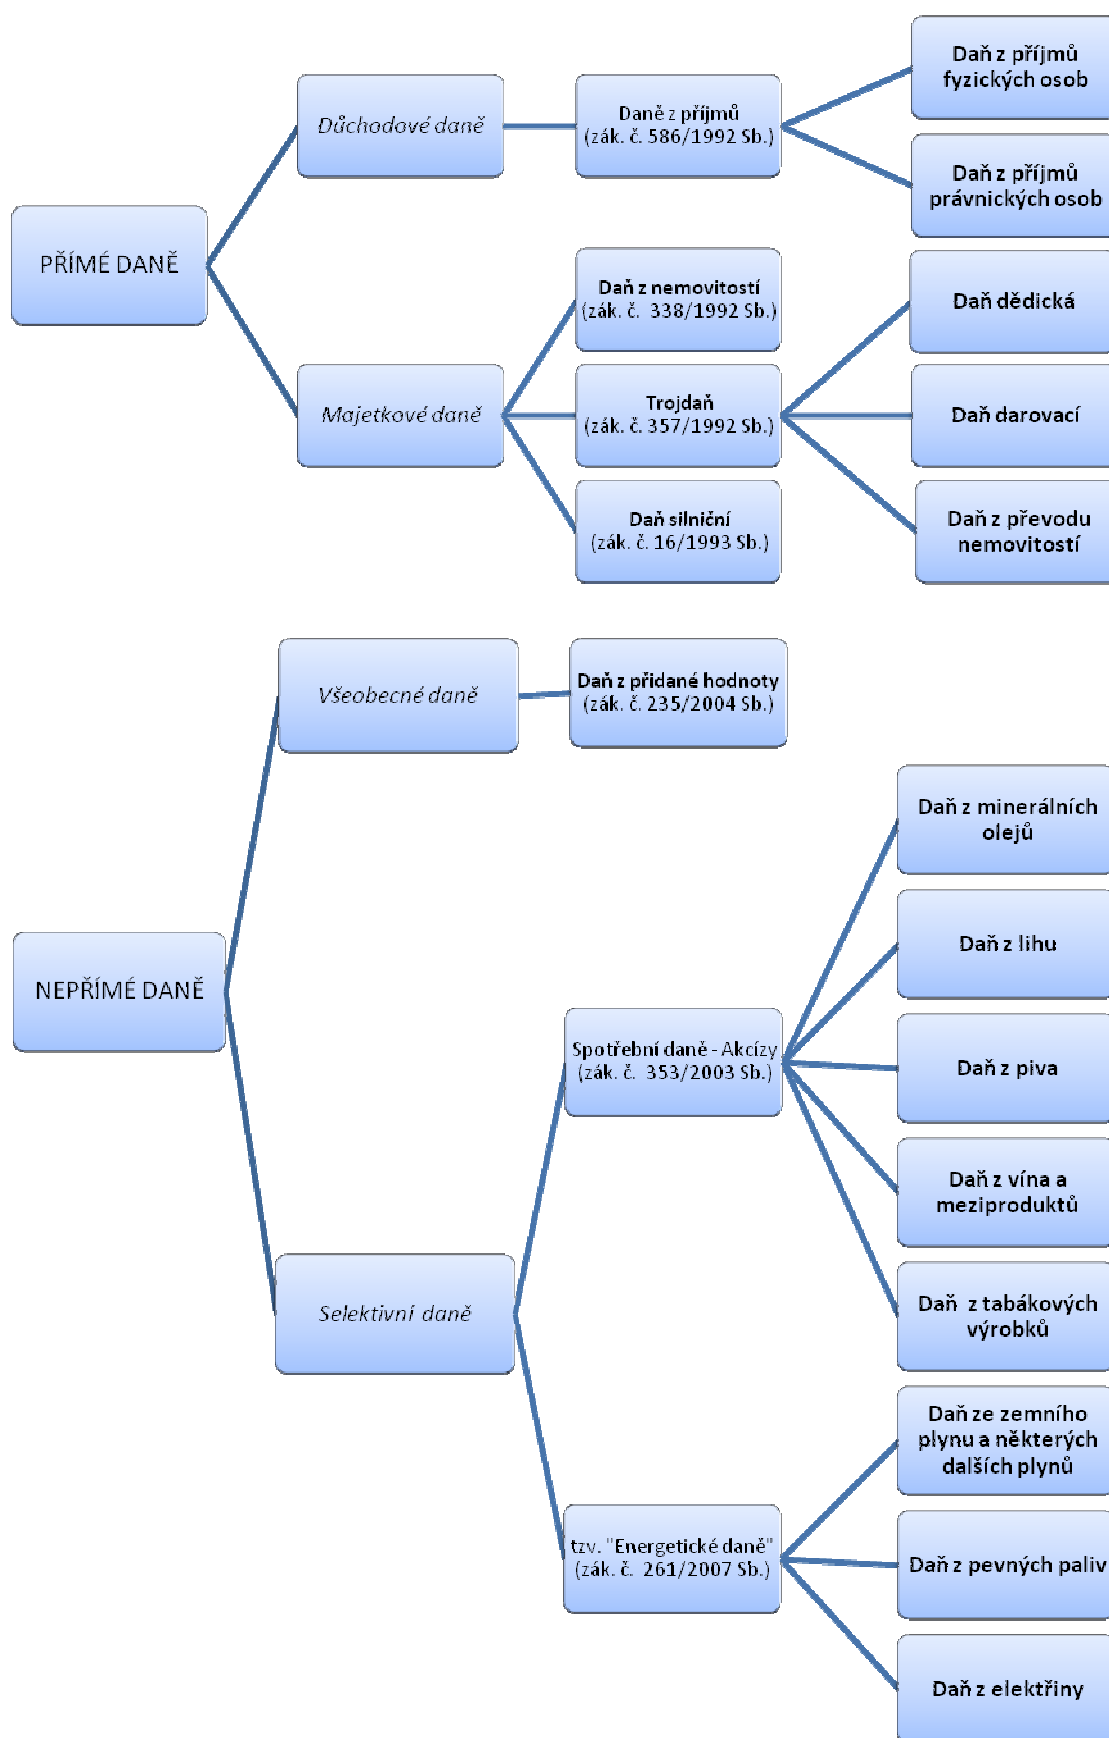 PŘÍMÉ DANĚ
Důchodové daně
Daně z příjmů
(zák. č. 586/1992 Sb.)
Daň z příjmů
fyzických osob
Daň z příjmů
právnických osob
Majetkové daně
Daň z nemovitostí
(zák. č. 338/1992 Sb.)
Trojdaň
(zák. č. 357/1992 Sb.)
Daň dědická
Daň darovací
Daň z převodu
nemovitostí
Daň silniční
(zák. č. 16/1993 Sb.)
NEPŘÍMÉ DANĚ
Všeobecné daně
Daň z přidané hodnoty
(zák. č. 235/2004 Sb.)
Selektivní daně
Spotřební daně - Akcízy
(zák. č. 353/2003 Sb.)
Daň z minerálních
olejů
Daň z lihu
Daň z piva
Daň z vína a
meziproduktů
Daň z tabákových
výrobků
tzv. "Energetické daně"
(zák. č. 261/2007 Sb.)
Daň ze zemního
plynu a některých
dalších plynů
Daň z pevných paliv
Daň z elektřiny